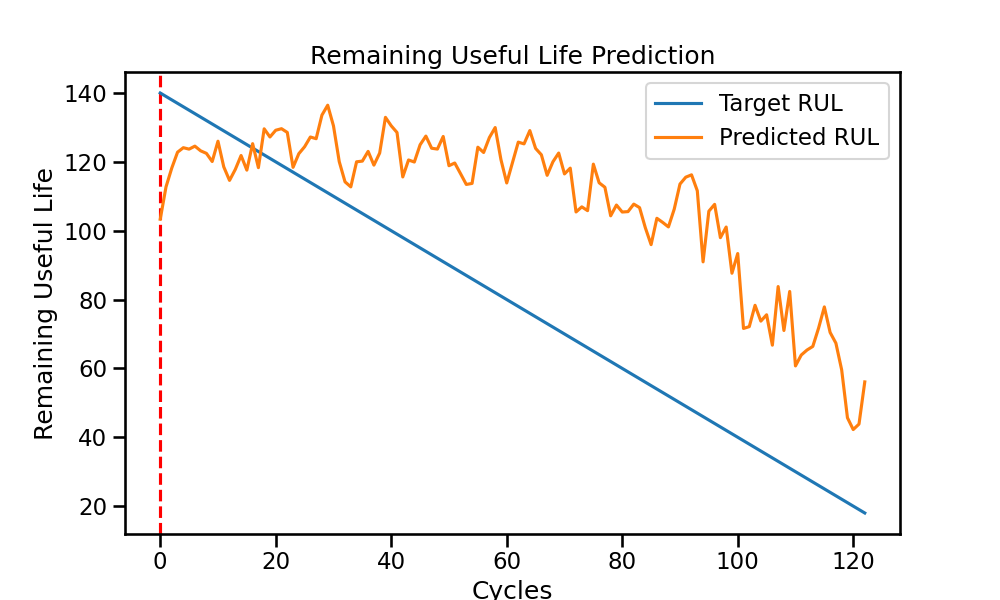 Remaining Useful Life Prediction
Target RUL
Predicted RUL
Remaining Useful Life
140
120
100
80
60
40
20
0 20 40 60 80 100 120
Cycles